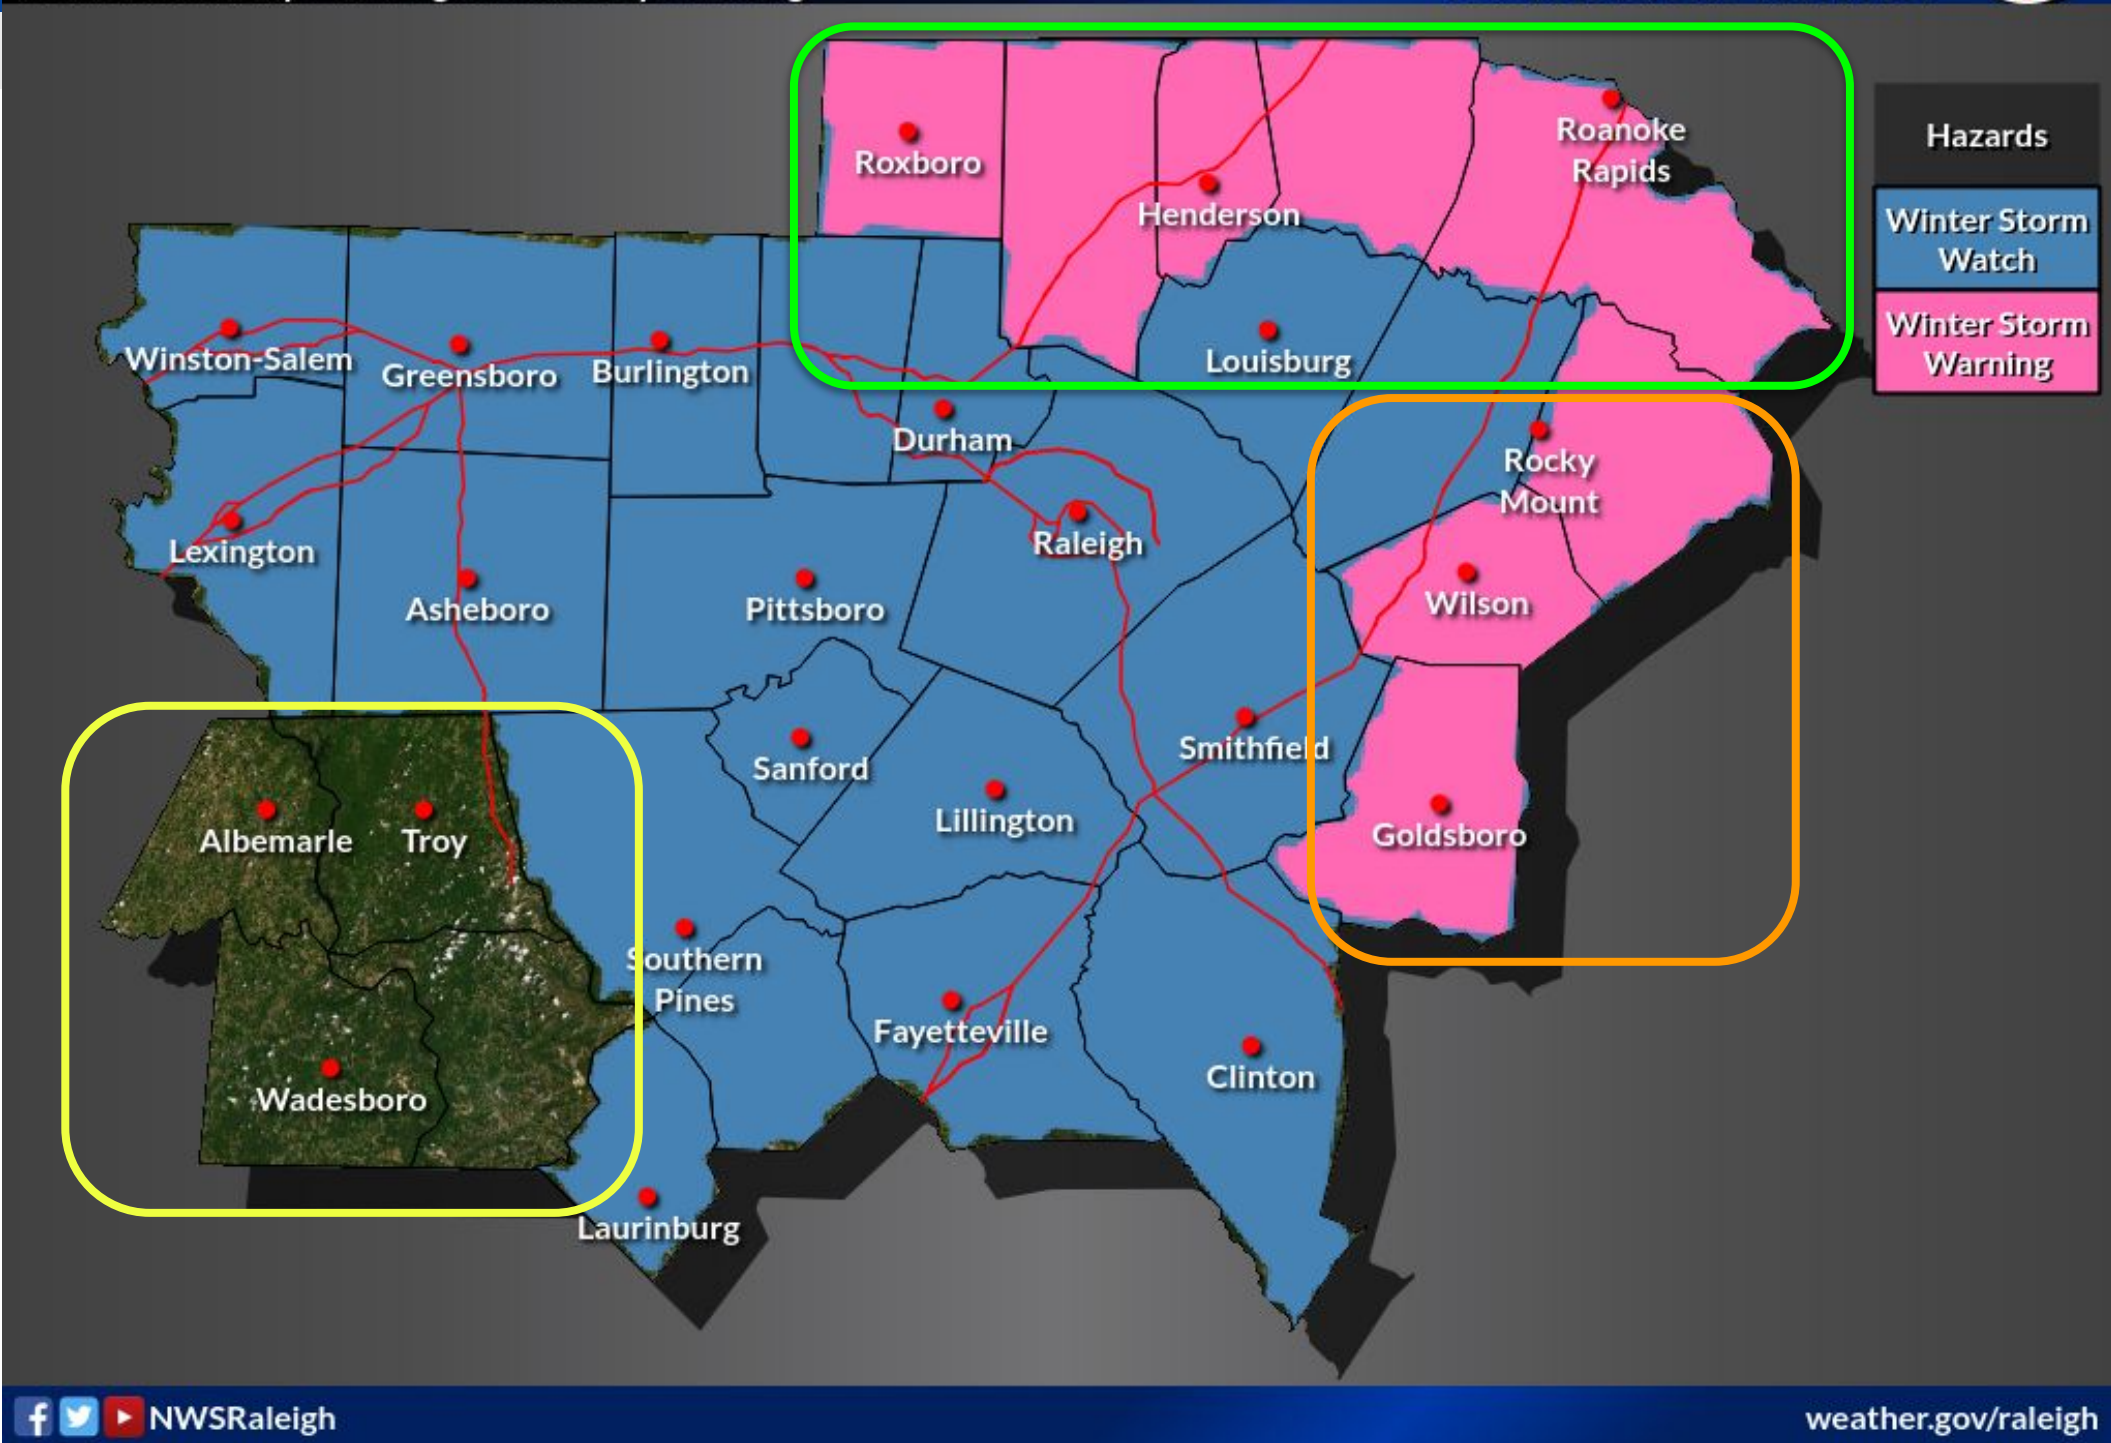 Hazards
Winter Storm
Watch
Winter Storm
Warning
Roxboro
Roanoke
Rapids
Henderson
Winston-Salem
Greensboro
Burlington
Louisburg
Durham
Rocky
Mount
Lexington
Raleigh
Asheboro
Pittsboro
Wilson
Sanford
Smithfield
Lillington
Albemarle
Troy
Goldsboro
Southern
Pines
Fayetteville
Wadesboro
Clinton
Laurinburg
NWSRaleigh
weather.gov/raleigh